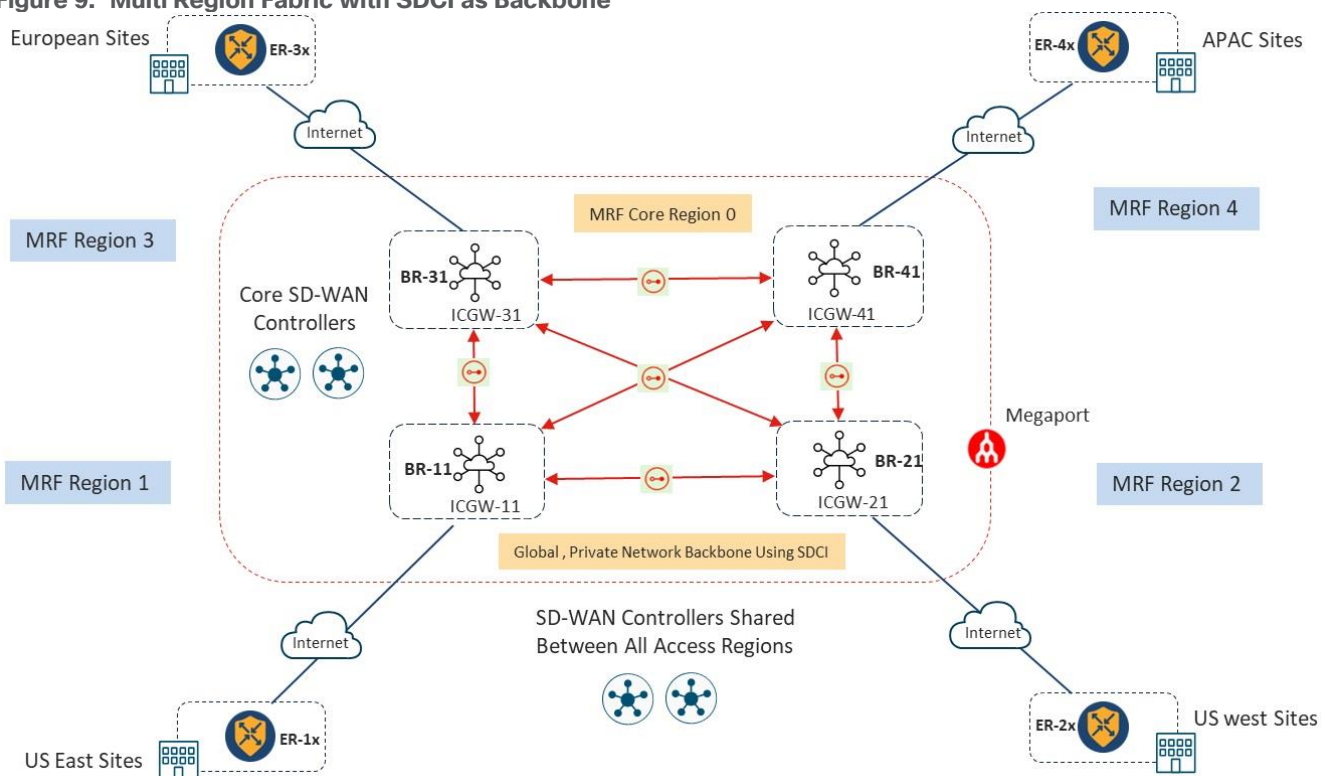 Figure 9. Multi Region Fabric with SDCI as Backbone
European Sites
ER-3x
ER-4x
APAC Sites
Internet
Internet
MRF Core Region 0
MRF Region 3
MRF Region 4
BR-31
ICGW-31
BR-41
ICGW-41
Core SD-WAN
Controllers
Megaport
BR-11
ICGW-11
BR-21
ICGW-21
MRF Region 1
MRF Region 2
Global , Private Network Backbone Using SDCI
SD-WAN Controllers Shared
Between All Access Regions
Internet
Internet
ER-1x
US East Sites
ER-2x
US west Sites